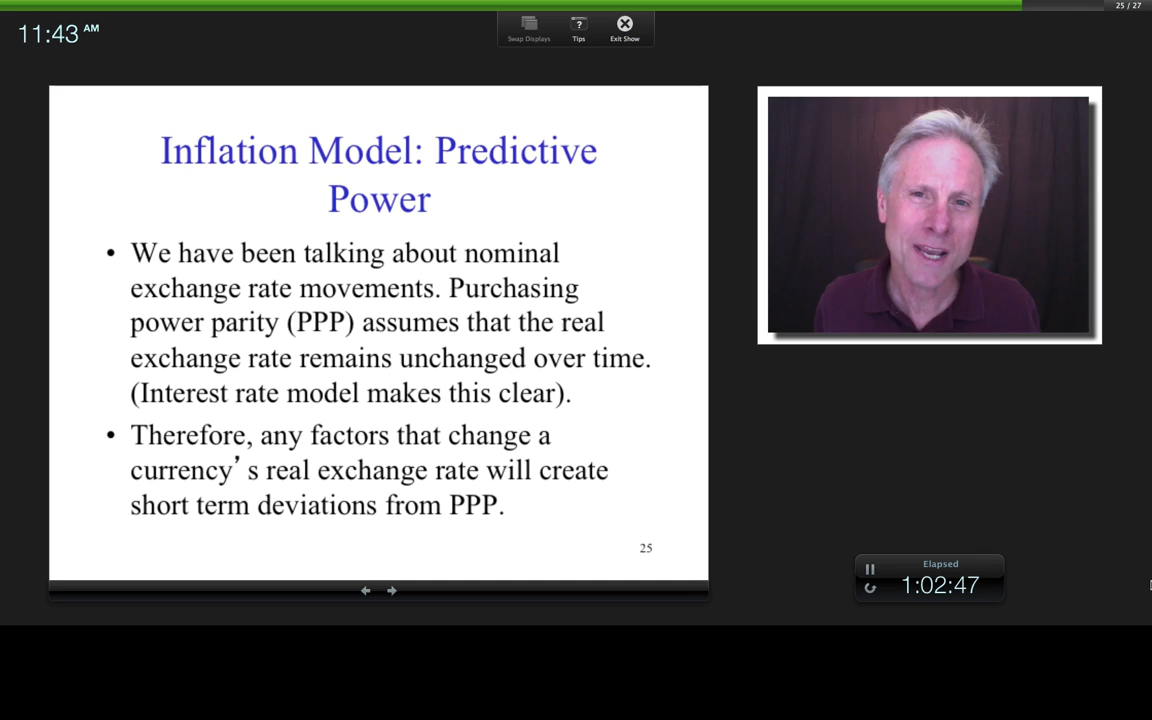 25 / 27
11:43 AM
Swap Displays
?
Tips
Exit Show
Inflation Model: Predictive
Power
• We have been talking about nominal
exchange rate movements. Purchasing
power parity (PPP) assumes that the real
exchange rate remains unchanged over time.
(Interest rate model makes this clear).
• Therefore, any factors that change a
currency’s real exchange rate will create
short term deviations from PPP.
25
Elapsed
1:02:47